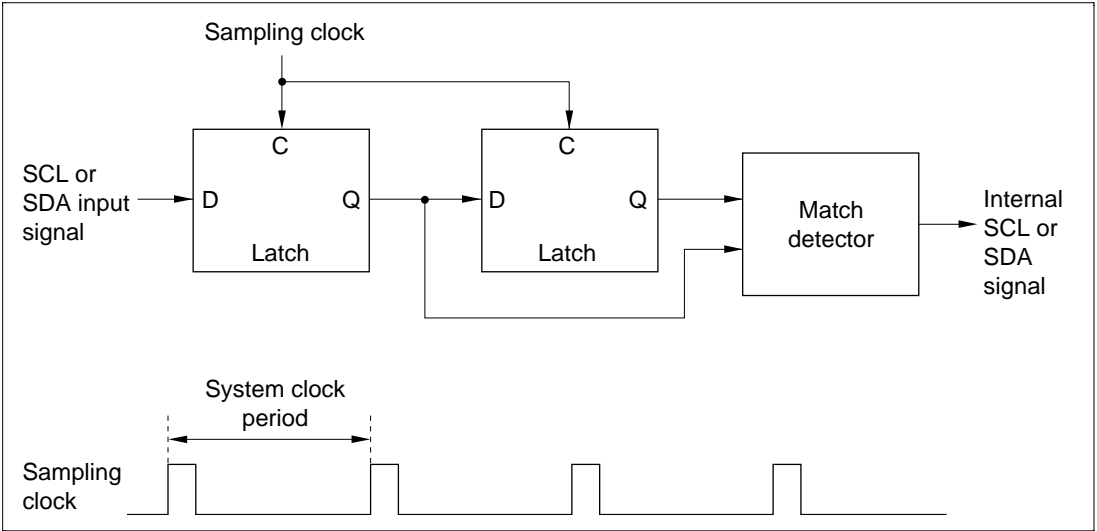 Sampling clock
C
C
SCL or
SDA input
signal
D
Q
D
Q
Latch
Latch
Match
detector
Internal
SCL or
SDA
signal
System clock
period
Sampling
clock